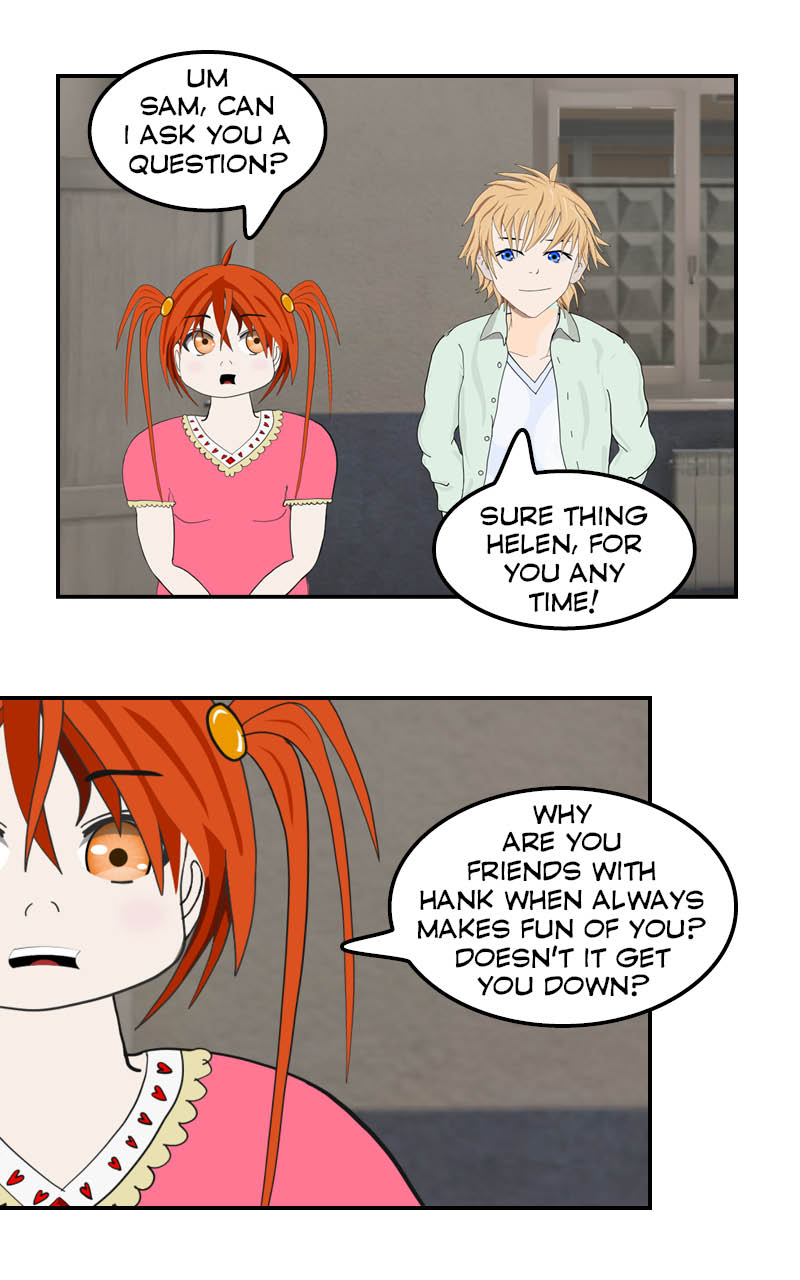 UM
SAM, CAN
I ASK YOU A
QUESTION?
SURE THING
HELEN, FOR
YOU ANY
TIME!
WHY
ARE YOU
FRIENDS WITH
HANK WHEN ALWAYS
MAKES FUN OF YOU?
DOESN'T IT GET
YOU DOWN?